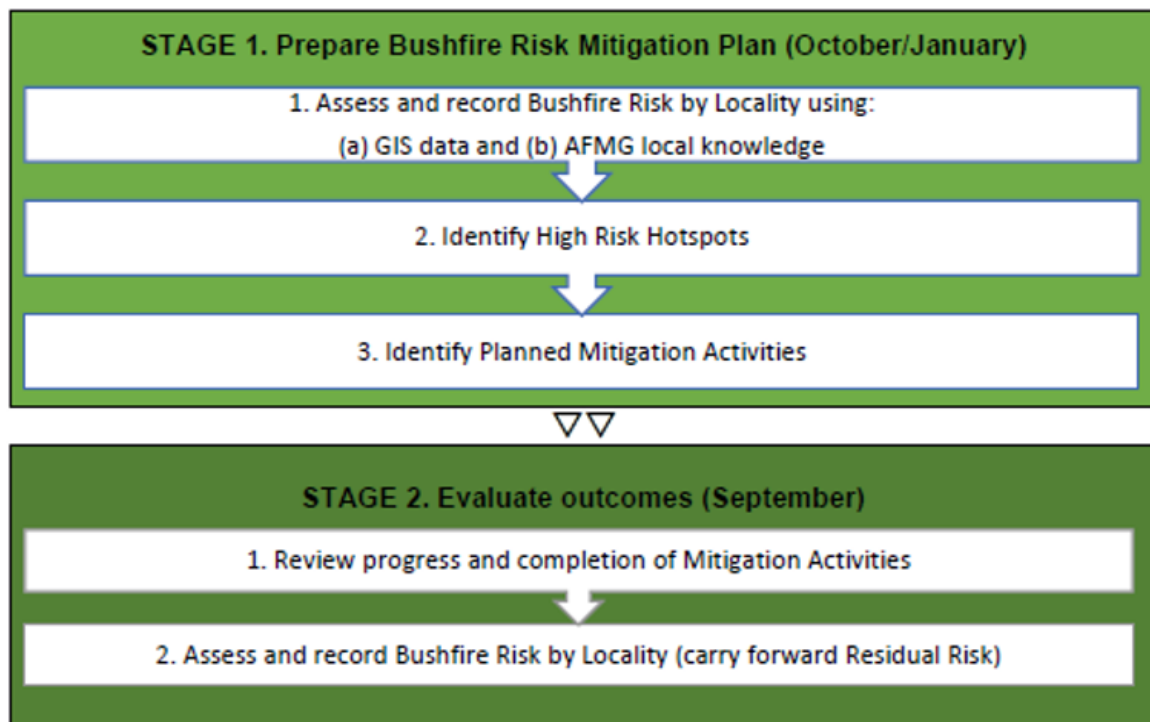 STAGE 1. Prepare Bushfire Risk Mitigation Plan (October/January)
1. Assess and record Bushfire Risk by Locality using:
(a) GIS data and (b) AFMG local knowledge
2. Identify High Risk Hotspots
3. Identify Planned Mitigation Activities
STAGE 2. Evaluate outcomes (September)
1. Review progress and completion of Mitigation Activities
2. Assess and record Bushfire Risk by Locality (carry forward Residual Risk)